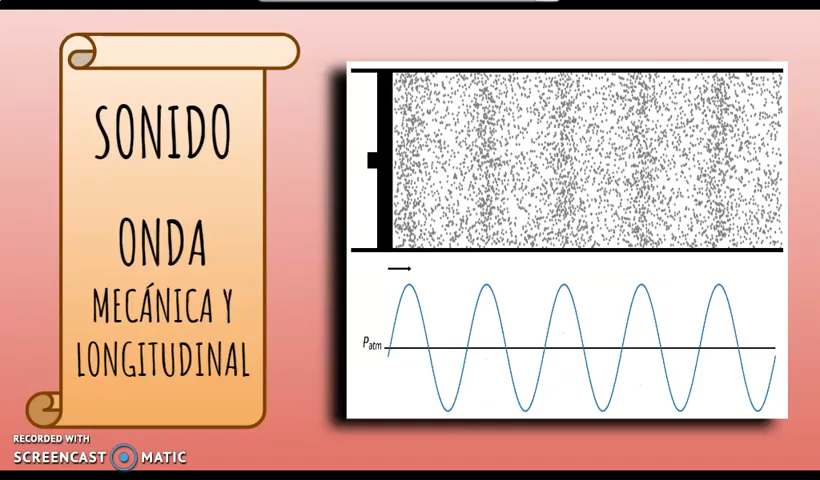 SONIDO
ONDA
MECÁNICA Y
LONGITUDINAL
Patm
RECORDED WITH
SCREENCAST MATIC